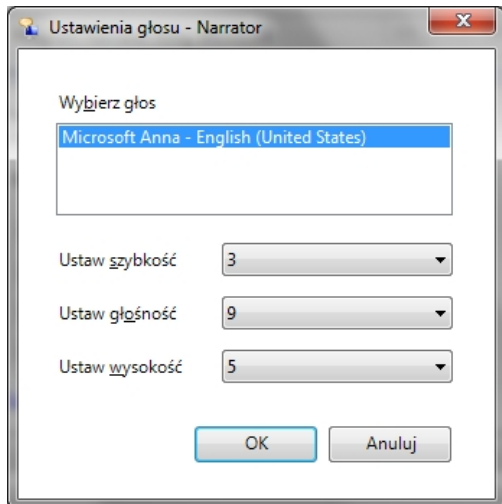 Ustawienia głosu - Narrator
Wybierz głos
Microsoft Anna - English (United States)
Ustaw szybkość 3
Ustaw głośność 9
Ustaw wysokość 5
OK Anuluj